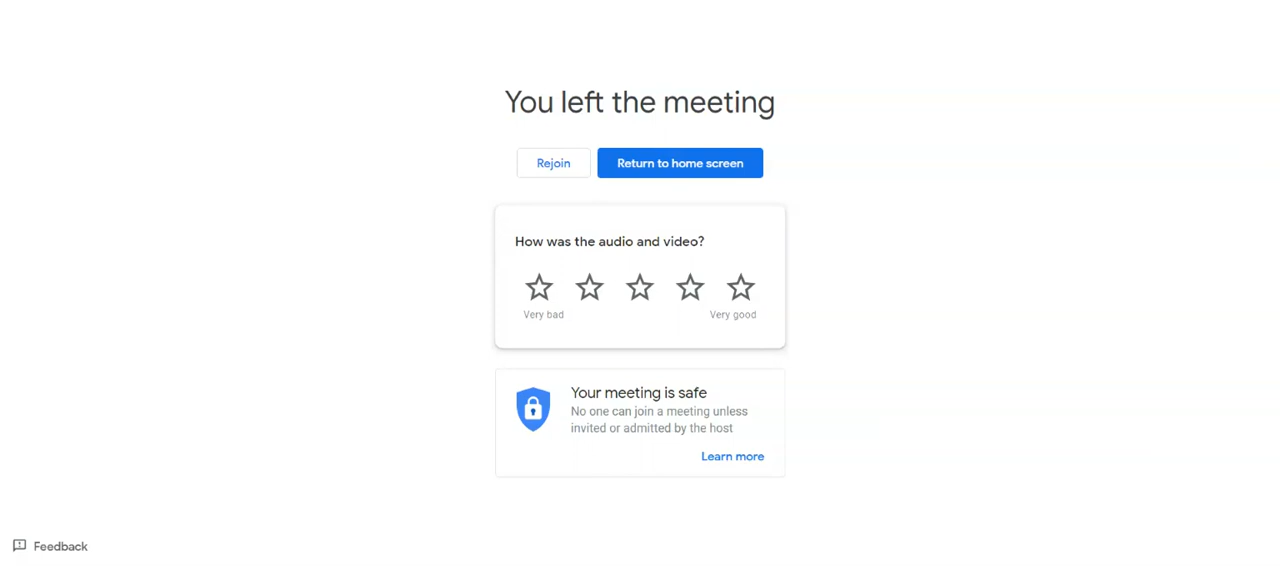 You left the meeting
Rejoin
Return to home screen
How was the audio and video?
Very bad
Very good
Your meeting is safe
No one can join a meeting unless
invited or admitted by the host
Learn more
Feedback